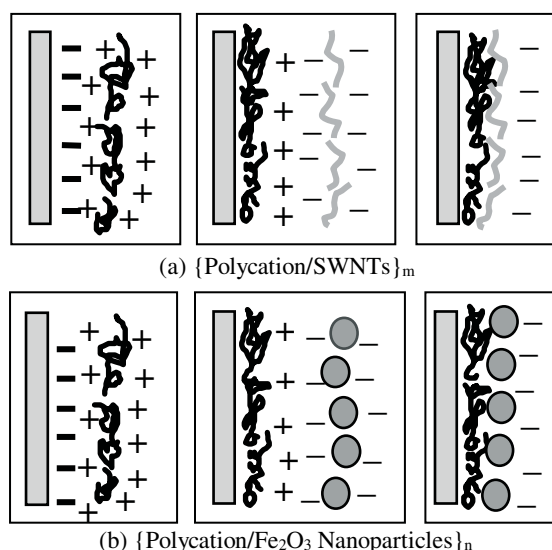 (a) {Polycation/SWNTs}ₘ
(b) {Polycation/Fe₂O₃ Nanoparticles}ₙ